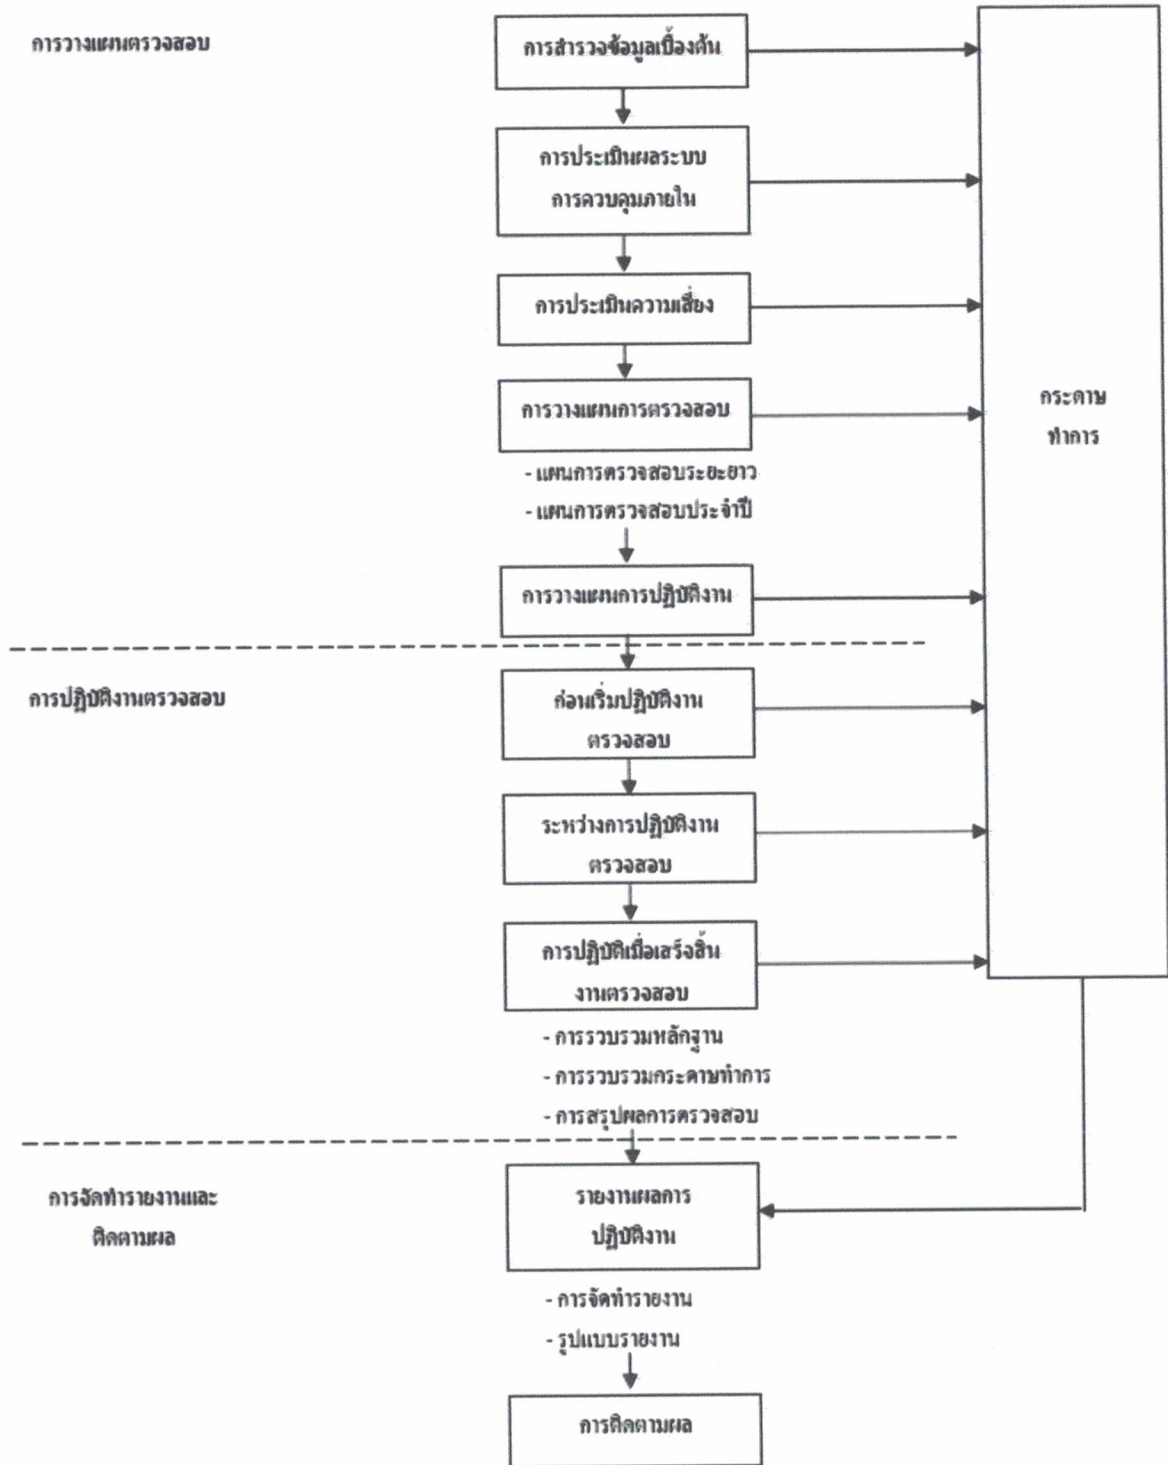 การวางแผนตรวจสอบ
การสำรวจข้อมูลเบื้องต้น
การประเมินผลระบบ
การควบคุมภายใน
การประเมินความเสี่ยง
การวางแผนการตรวจสอบ
- แผนการตรวจสอบระยะยาว
- แผนการตรวจสอบประจำปี
การวางแผนการปฏิบัติงาน
กระดาษ
ทำการ
การปฏิบัติงานตรวจสอบ
ก่อนเริ่มปฏิบัติงาน
ตรวจสอบ
ระหว่างการปฏิบัติงาน
ตรวจสอบ
การปฏิบัติเมื่อเสร็จสิ้น
งานตรวจสอบ
- การรวบรวมหลักฐาน
- การรวบรวมกระดาษทำการ
- การสรุปผลการตรวจสอบ
การจัดทำรายงานและ
ติดตามผล
รายงานผลการ
ปฏิบัติงาน
- การจัดทำรายงาน
- รูปแบบรายงาน
การติดตามผล